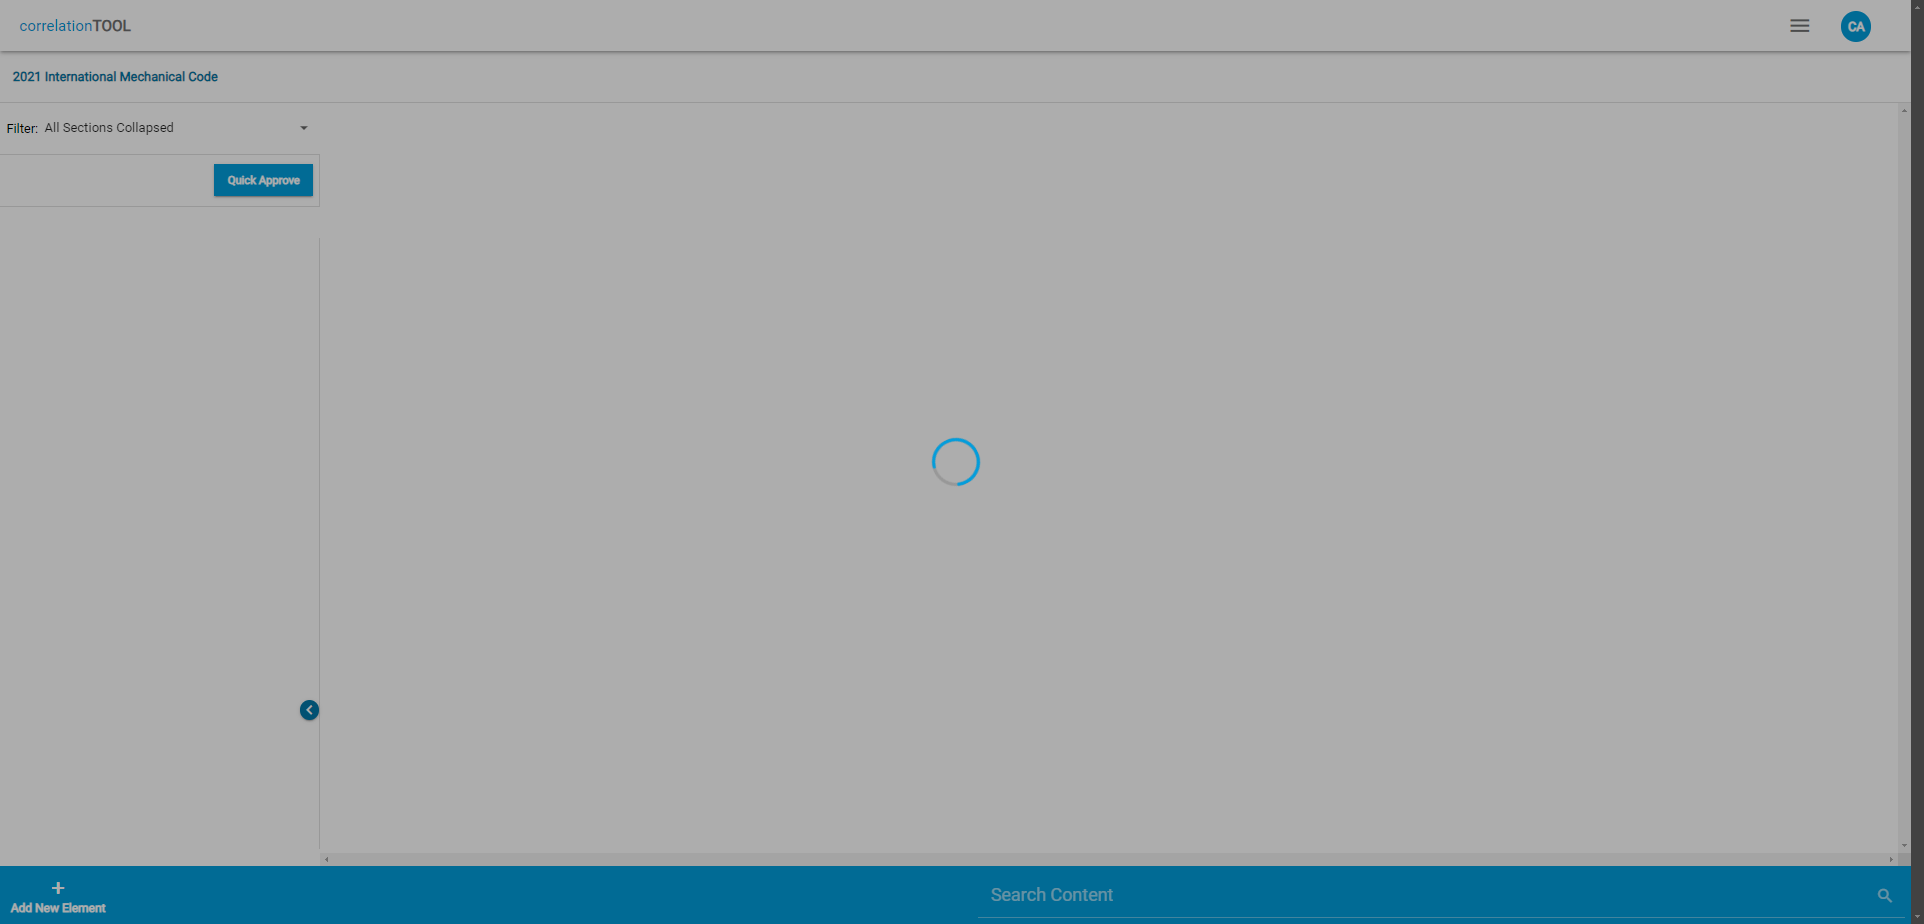 correlationTOOL
CA
2021 International Mechanical Code
Filter: All Sections Collapsed
Quick Approve
Add New Element
Search Content